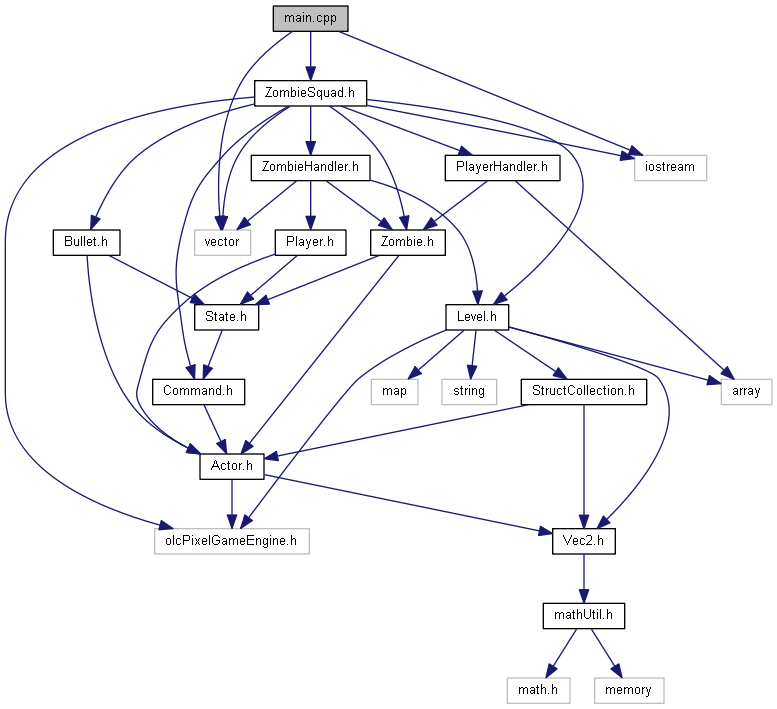 main.cpp
ZombieSquad.h
ZombieHandler.h
PlayerHandler.h
iostream
Bullet.h
vector
Player.h
Zombie.h
State.h
Level.h
Command.h
map
string
StructCollection.h
array
Actor.h
olcPixelGameEngine.h
Vec2.h
mathUtil.h
math.h
memory